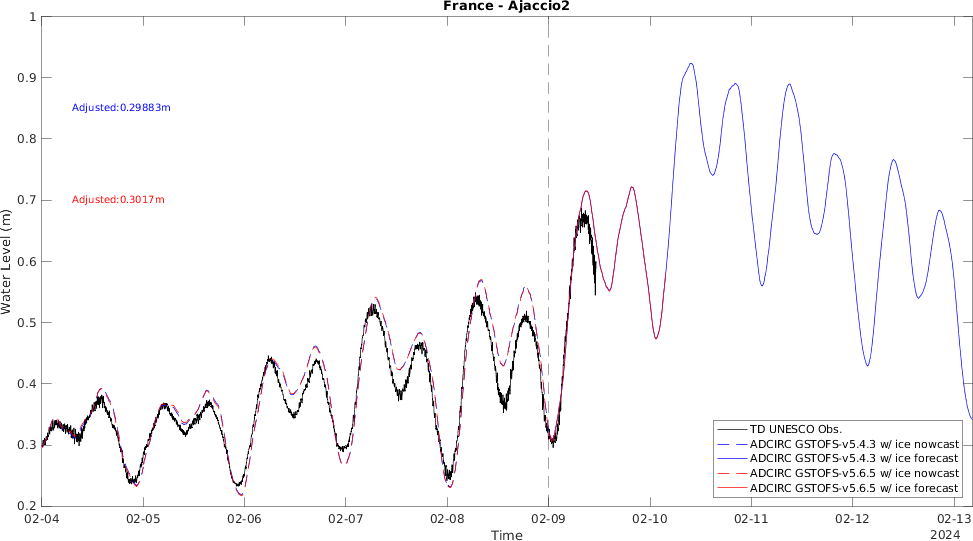 France - Ajaccio2
1
0.9
0.8
0.7
0.6
0.5
0.4
0.3
0.2
Water Level (m)
Adjusted:0.29883m
Adjusted:0.3017m
TD UNESCO Obs.
ADCIRC GSTOFS-v5.4.3 w/ ice nowcast
ADCIRC GSTOFS-v5.4.3 w/ ice forecast
ADCIRC GSTOFS-v5.6.5 w/ ice nowcast
ADCIRC GSTOFS-v5.6.5 w/ ice forecast
02-04 02-05 02-06 02-07 02-08 02-09 02-10 02-11 02-12 02-13
Time
2024